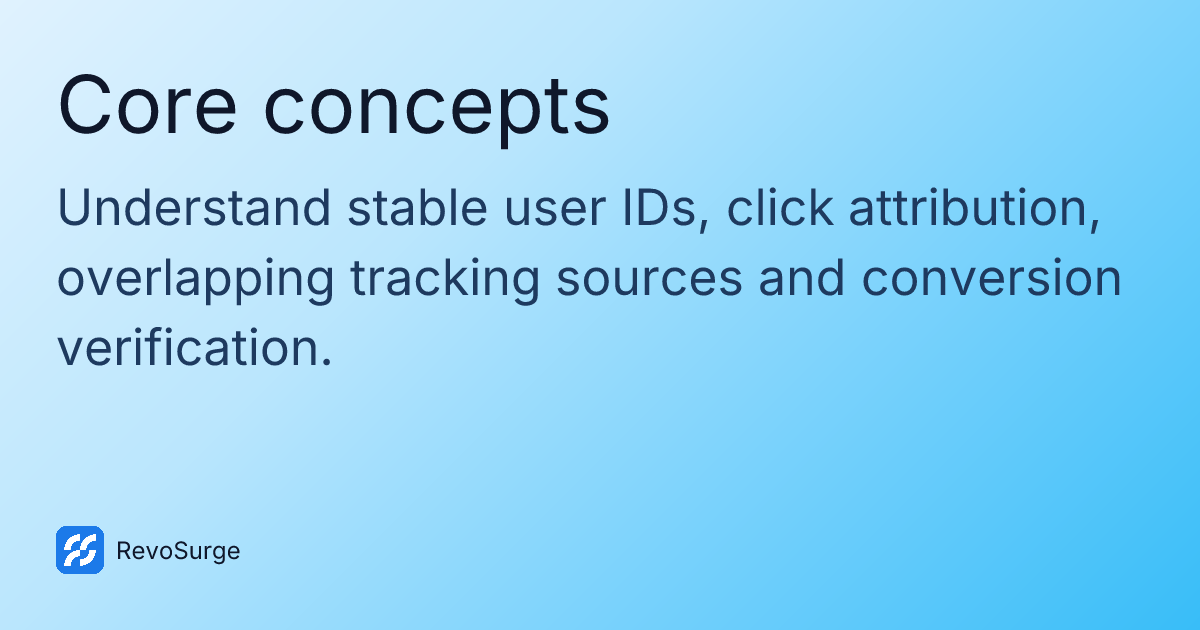 Core concepts
Understand stable user IDs, click attribution,
overlapping tracking sources and conversion
verification.
RevoSurge